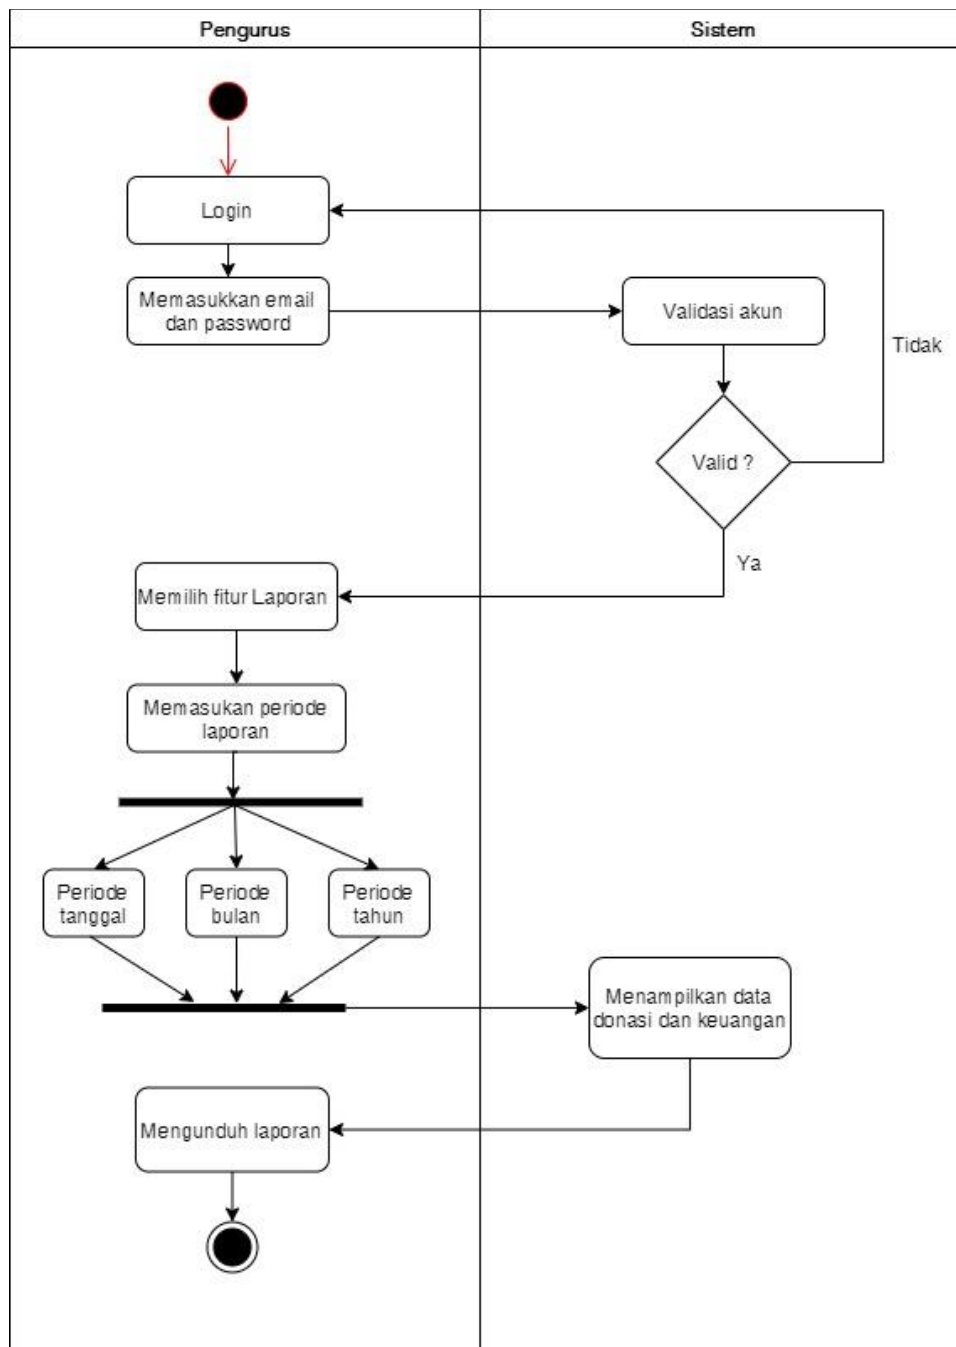 Pengurus
Sistem
Login
Memasukkan email
dan password
Validasi akun
Tidak
Valid ?
Ya
Memilih fitur Laporan
Memasukan periode
laporan
Periode
tanggal
Periode
bulan
Periode
tahun
Menampilkan data
donasi dan keuangan
Mengunduh laporan